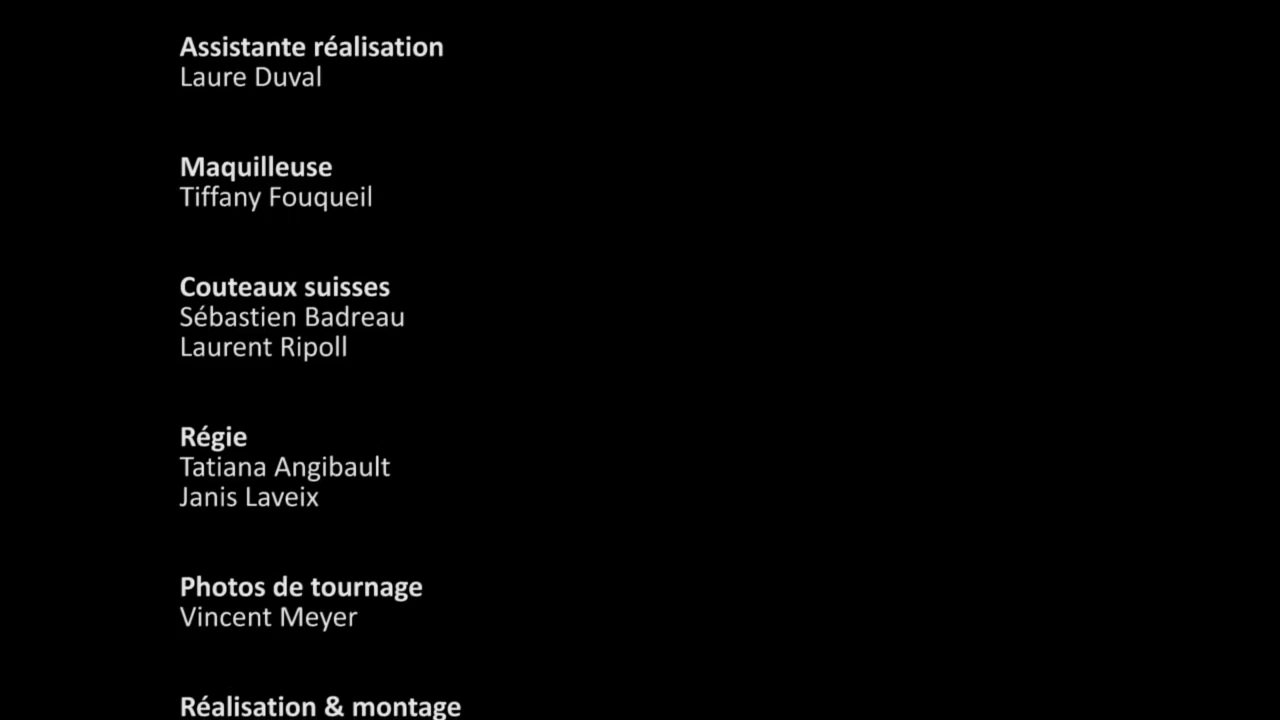 Assistante réalisation
Laure Duval
Maquilleuse
Tiffany Fouqueil
Couteaux suisses
Sébastien Badreau
Laurent Ripoll
Régie
Tatiana Angibault
Janis Laveix
Photos de tournage
Vincent Meyer
Réalisation & montage